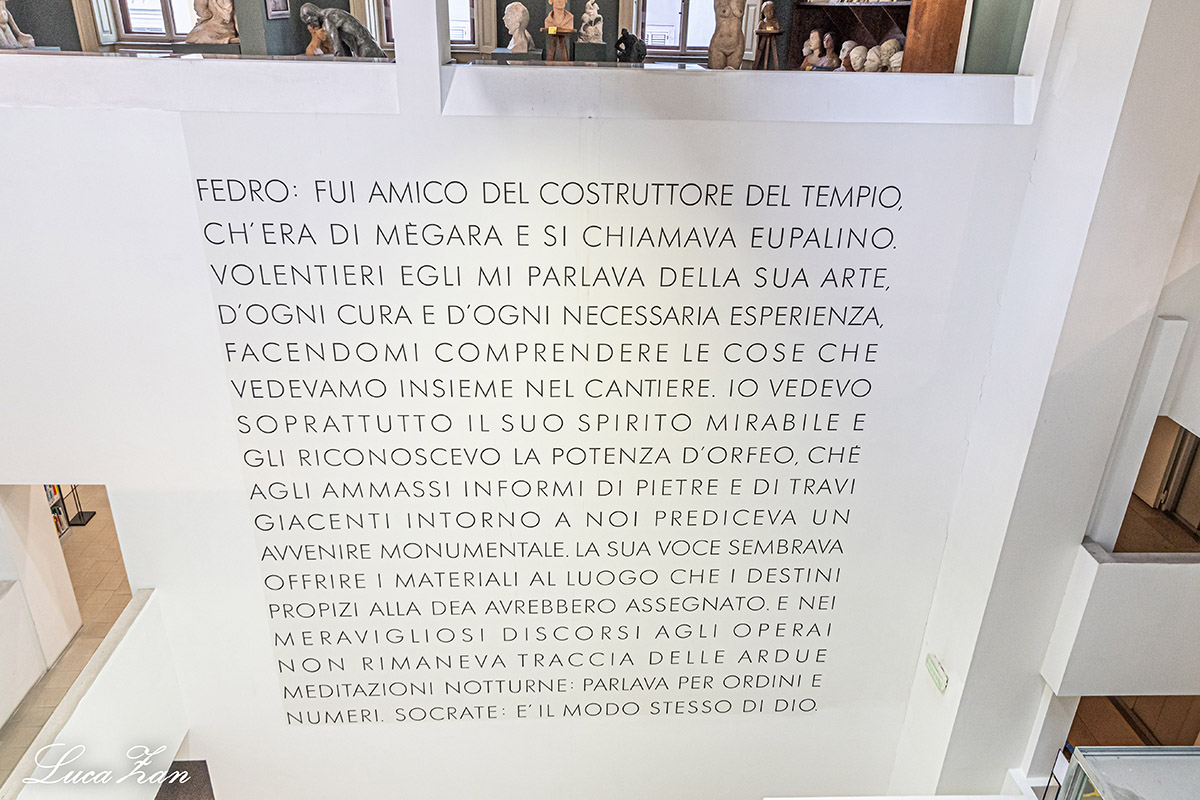 FEDRO: FUI AMICO DEL COSTRUTTORE DEL TEMPIO,
CH'ERA DI MÈGARA E SI CHIAMAVA EUPALINO.
VOLENTIERI EGLI MI PARLAVA DELLA SUA ARTE,
D'OGNI CURA E D'OGNI NECESSARIA ESPERIENZA,
FACENDOMI COMPRENDERE LE COSE CHE
VEDEVAMO INSIEME NEL CANTIERE. IO VEDEVO
SOPRATTUTTO IL SUO SPIRITO MIRABILE E
GLI RICONOSCEVO LA POTENZA D'ORFEO, CHÉ
AGLI AMMASSI INFORMI DI PIETRE E DI TRAVI
GIACENTI INTORNO A NOI PREDICEVA UN
AVVENIRE MONUMENTALE. LA SUA VOCE SEMBRAVA
OFFRIRE I MATERIALI AL LUOGO CHE I DESTINI
PROPIZI ALLA DEA AVREBBERO ASSEGNATO. E NEI
MERAVIGLIOSI DISCORSI AGLI OPERAI
NON RIMANEVA TRACCIA DELLE ARDUE
MEDITAZIONI NOTTURNE: PARLAVA PER ORDINI E
NUMERI. SOCRATE: E' IL MODO STESSO DI DIO.
Luca Zan